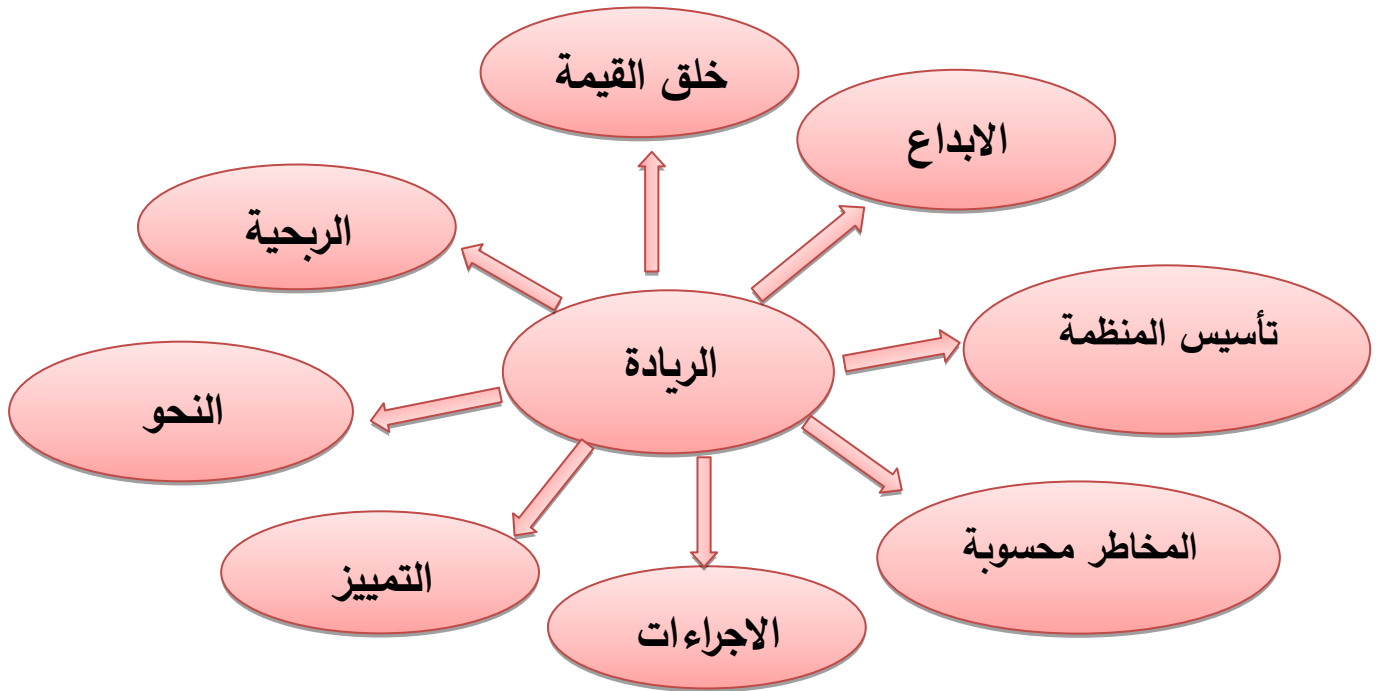 خلق القيمة
الابداع
الربحية
تأسيس المنظمة
الريادة
النحو
المخاطر محسوبة
التمييز
الاجراءات